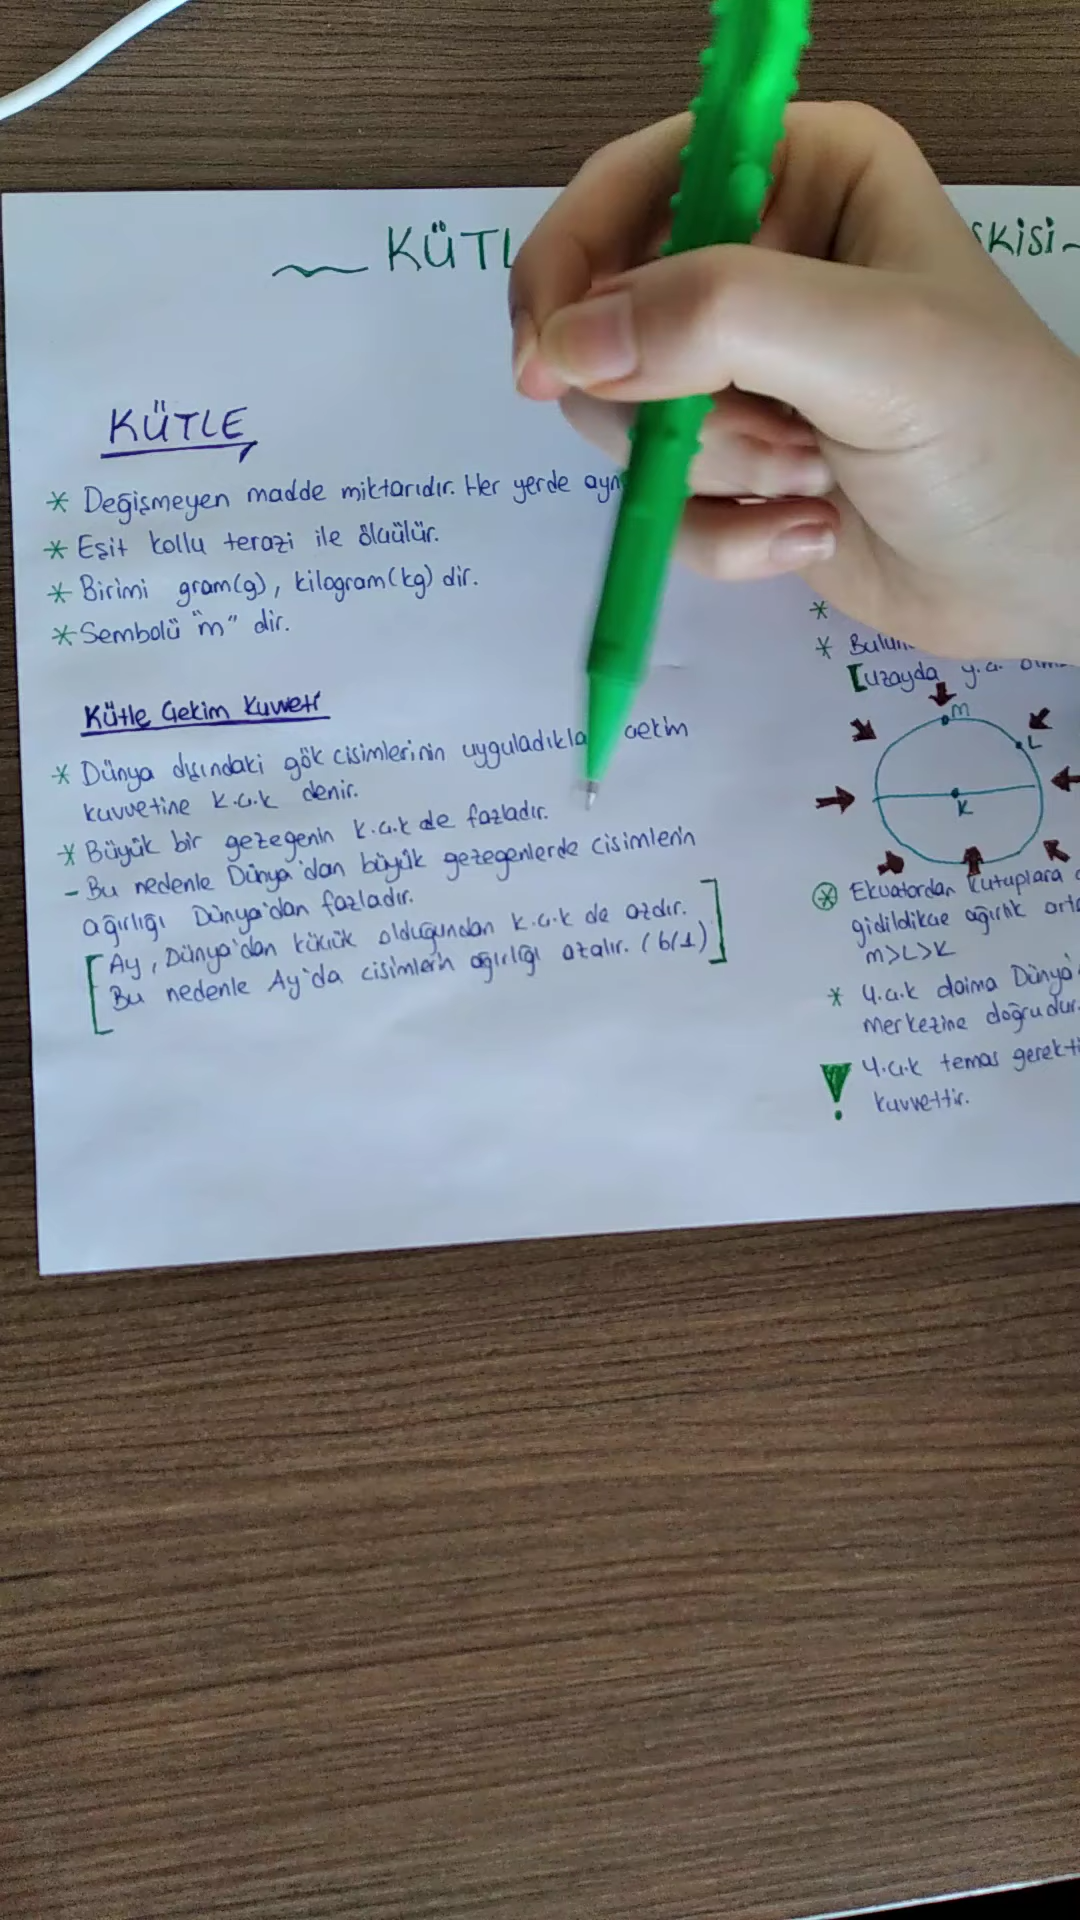 KÜTL
KİSİ
KÜTLE
* Değişmeyen madde miktarıdır. Her yerde ayn
* Eşit kollu terazi ile ölçülür.
* Birimi gram(g), kilogram(kg) dir.
* Sembolü "m" dir.
Kütle Çekim Kuvveti
* Dünya dışındaki gök cisimlerinin uyguladıkla çekim
kuvvetine K.Ç.K denir.
* Büyük bir gezegenin K.Ç.K de fazladır.
- Bu nedenle Dünya'dan büyük gezegenlerde cisimlerin
ağırlığı Dünya'dan fazladır.
[Ay, Dünya'dan küçük olduğundan K.Ç.K de azdır.
Bu nedenle Ay'da cisimlerin ağırlığı azalır. (6/1)]
*
* Bulun
[uzayda y.ç.
m
L
K
* Ekvatordan kutuplara
gidildikçe ağırlık art
m>L>K
* Y.Ç.K daima Dünya
merkezine doğrudur.
! Y.Ç.K temas gerekti
kuvvettir.